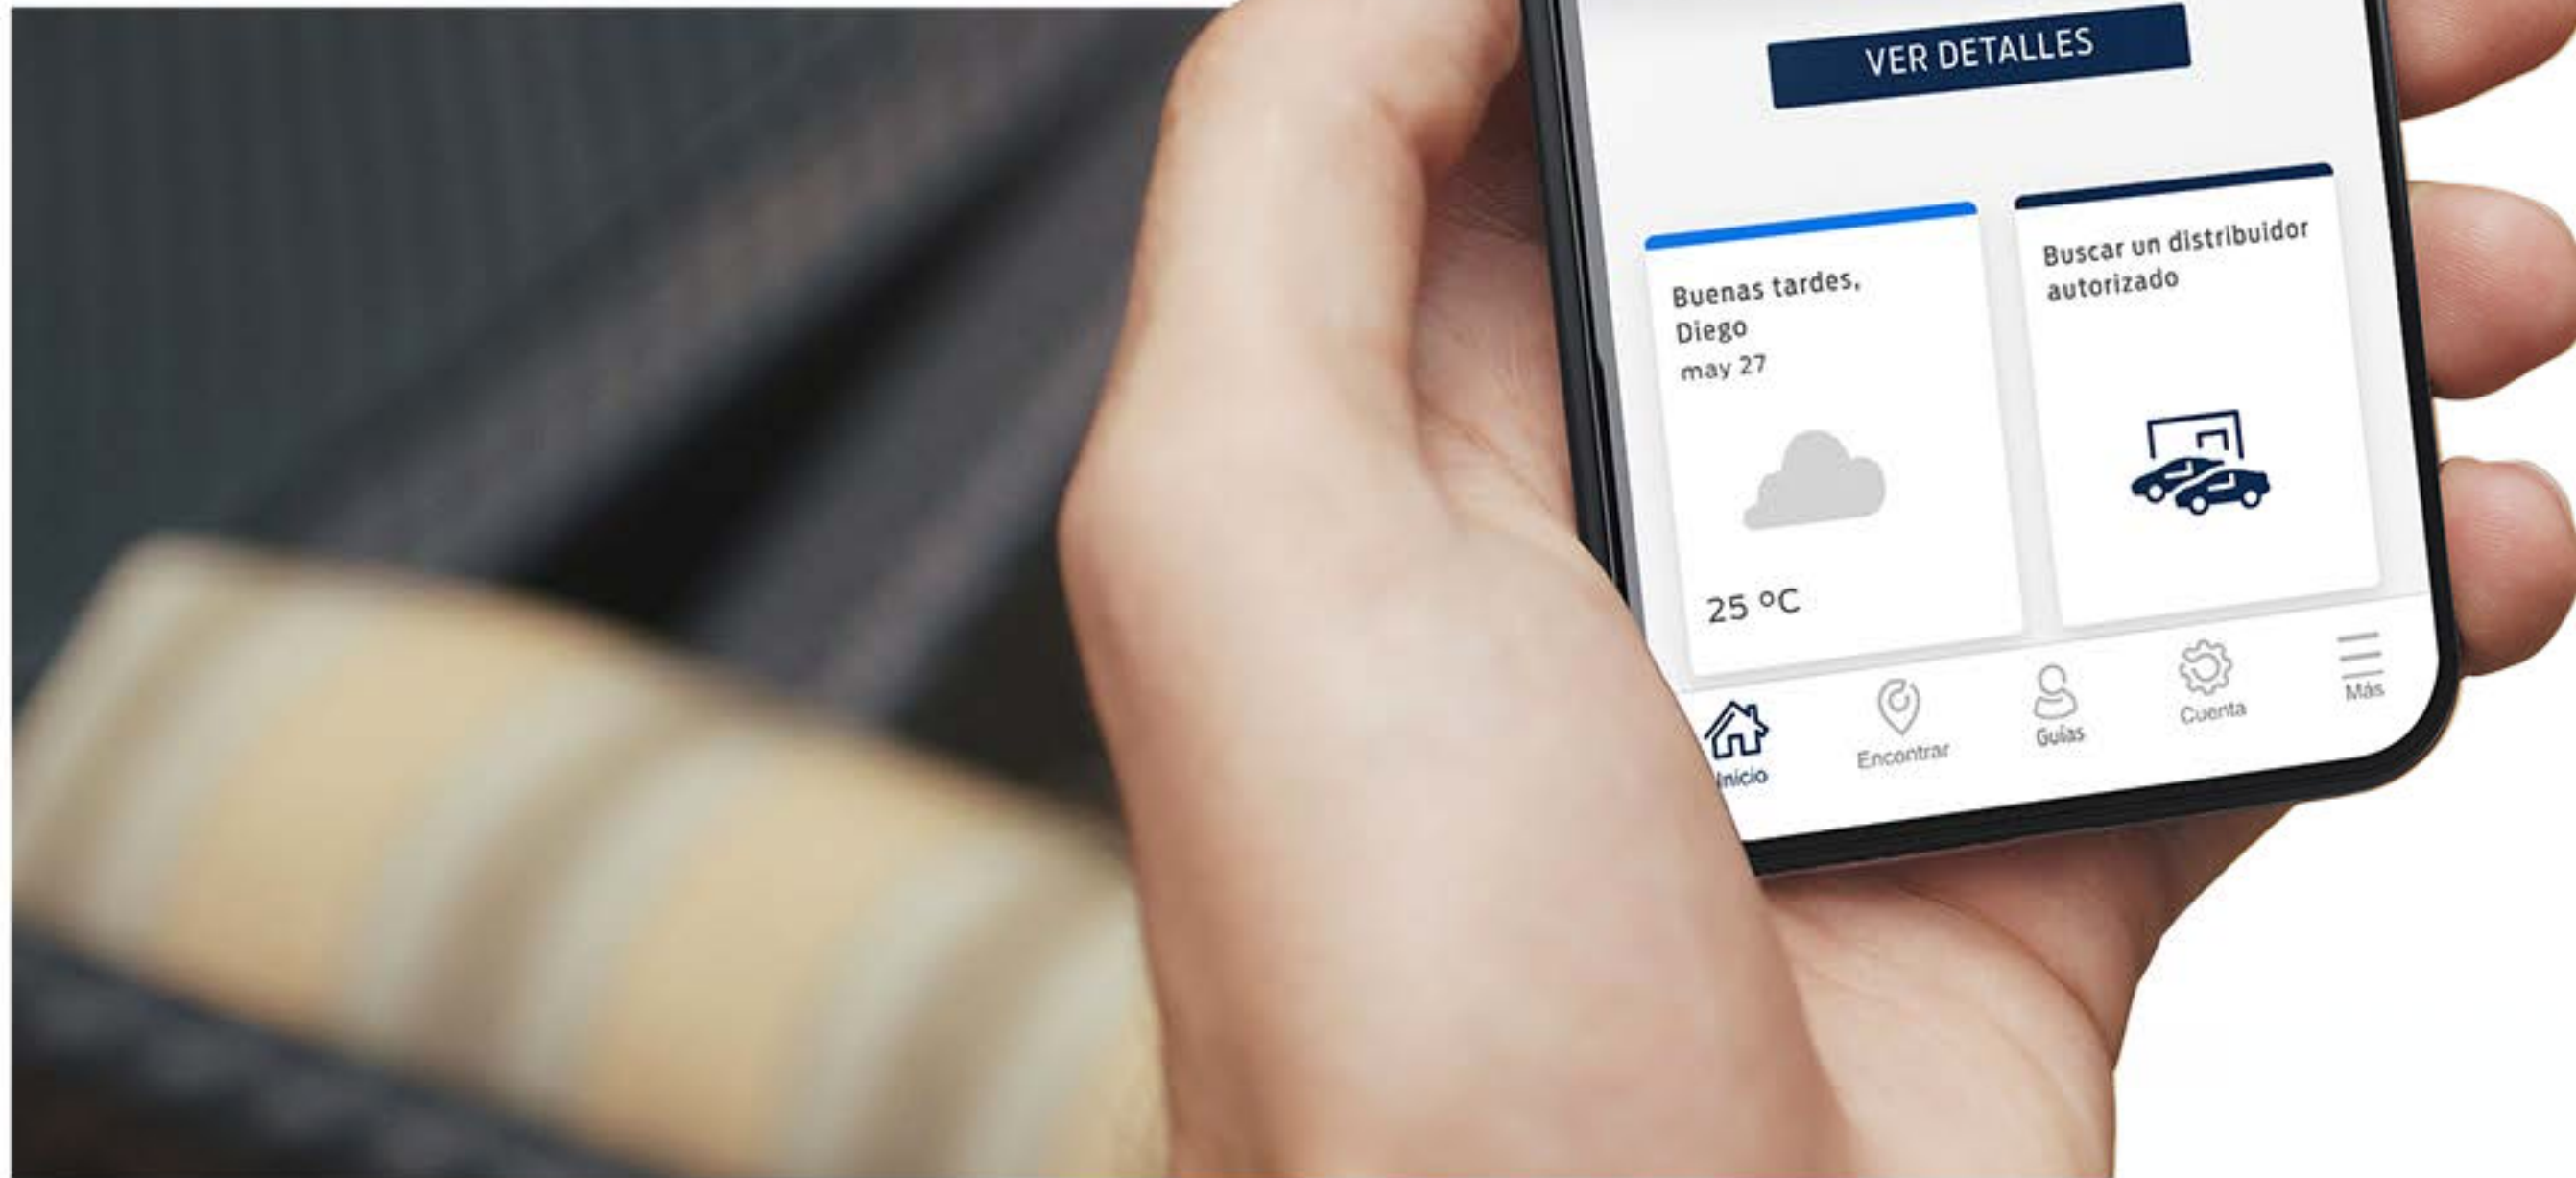 VER DETALLES
Buenas tardes,
Diego
may 27
25 °C
Buscar un distribuidor
autorizado
Inicio
Encontrar
Guías
Cuenta
Más